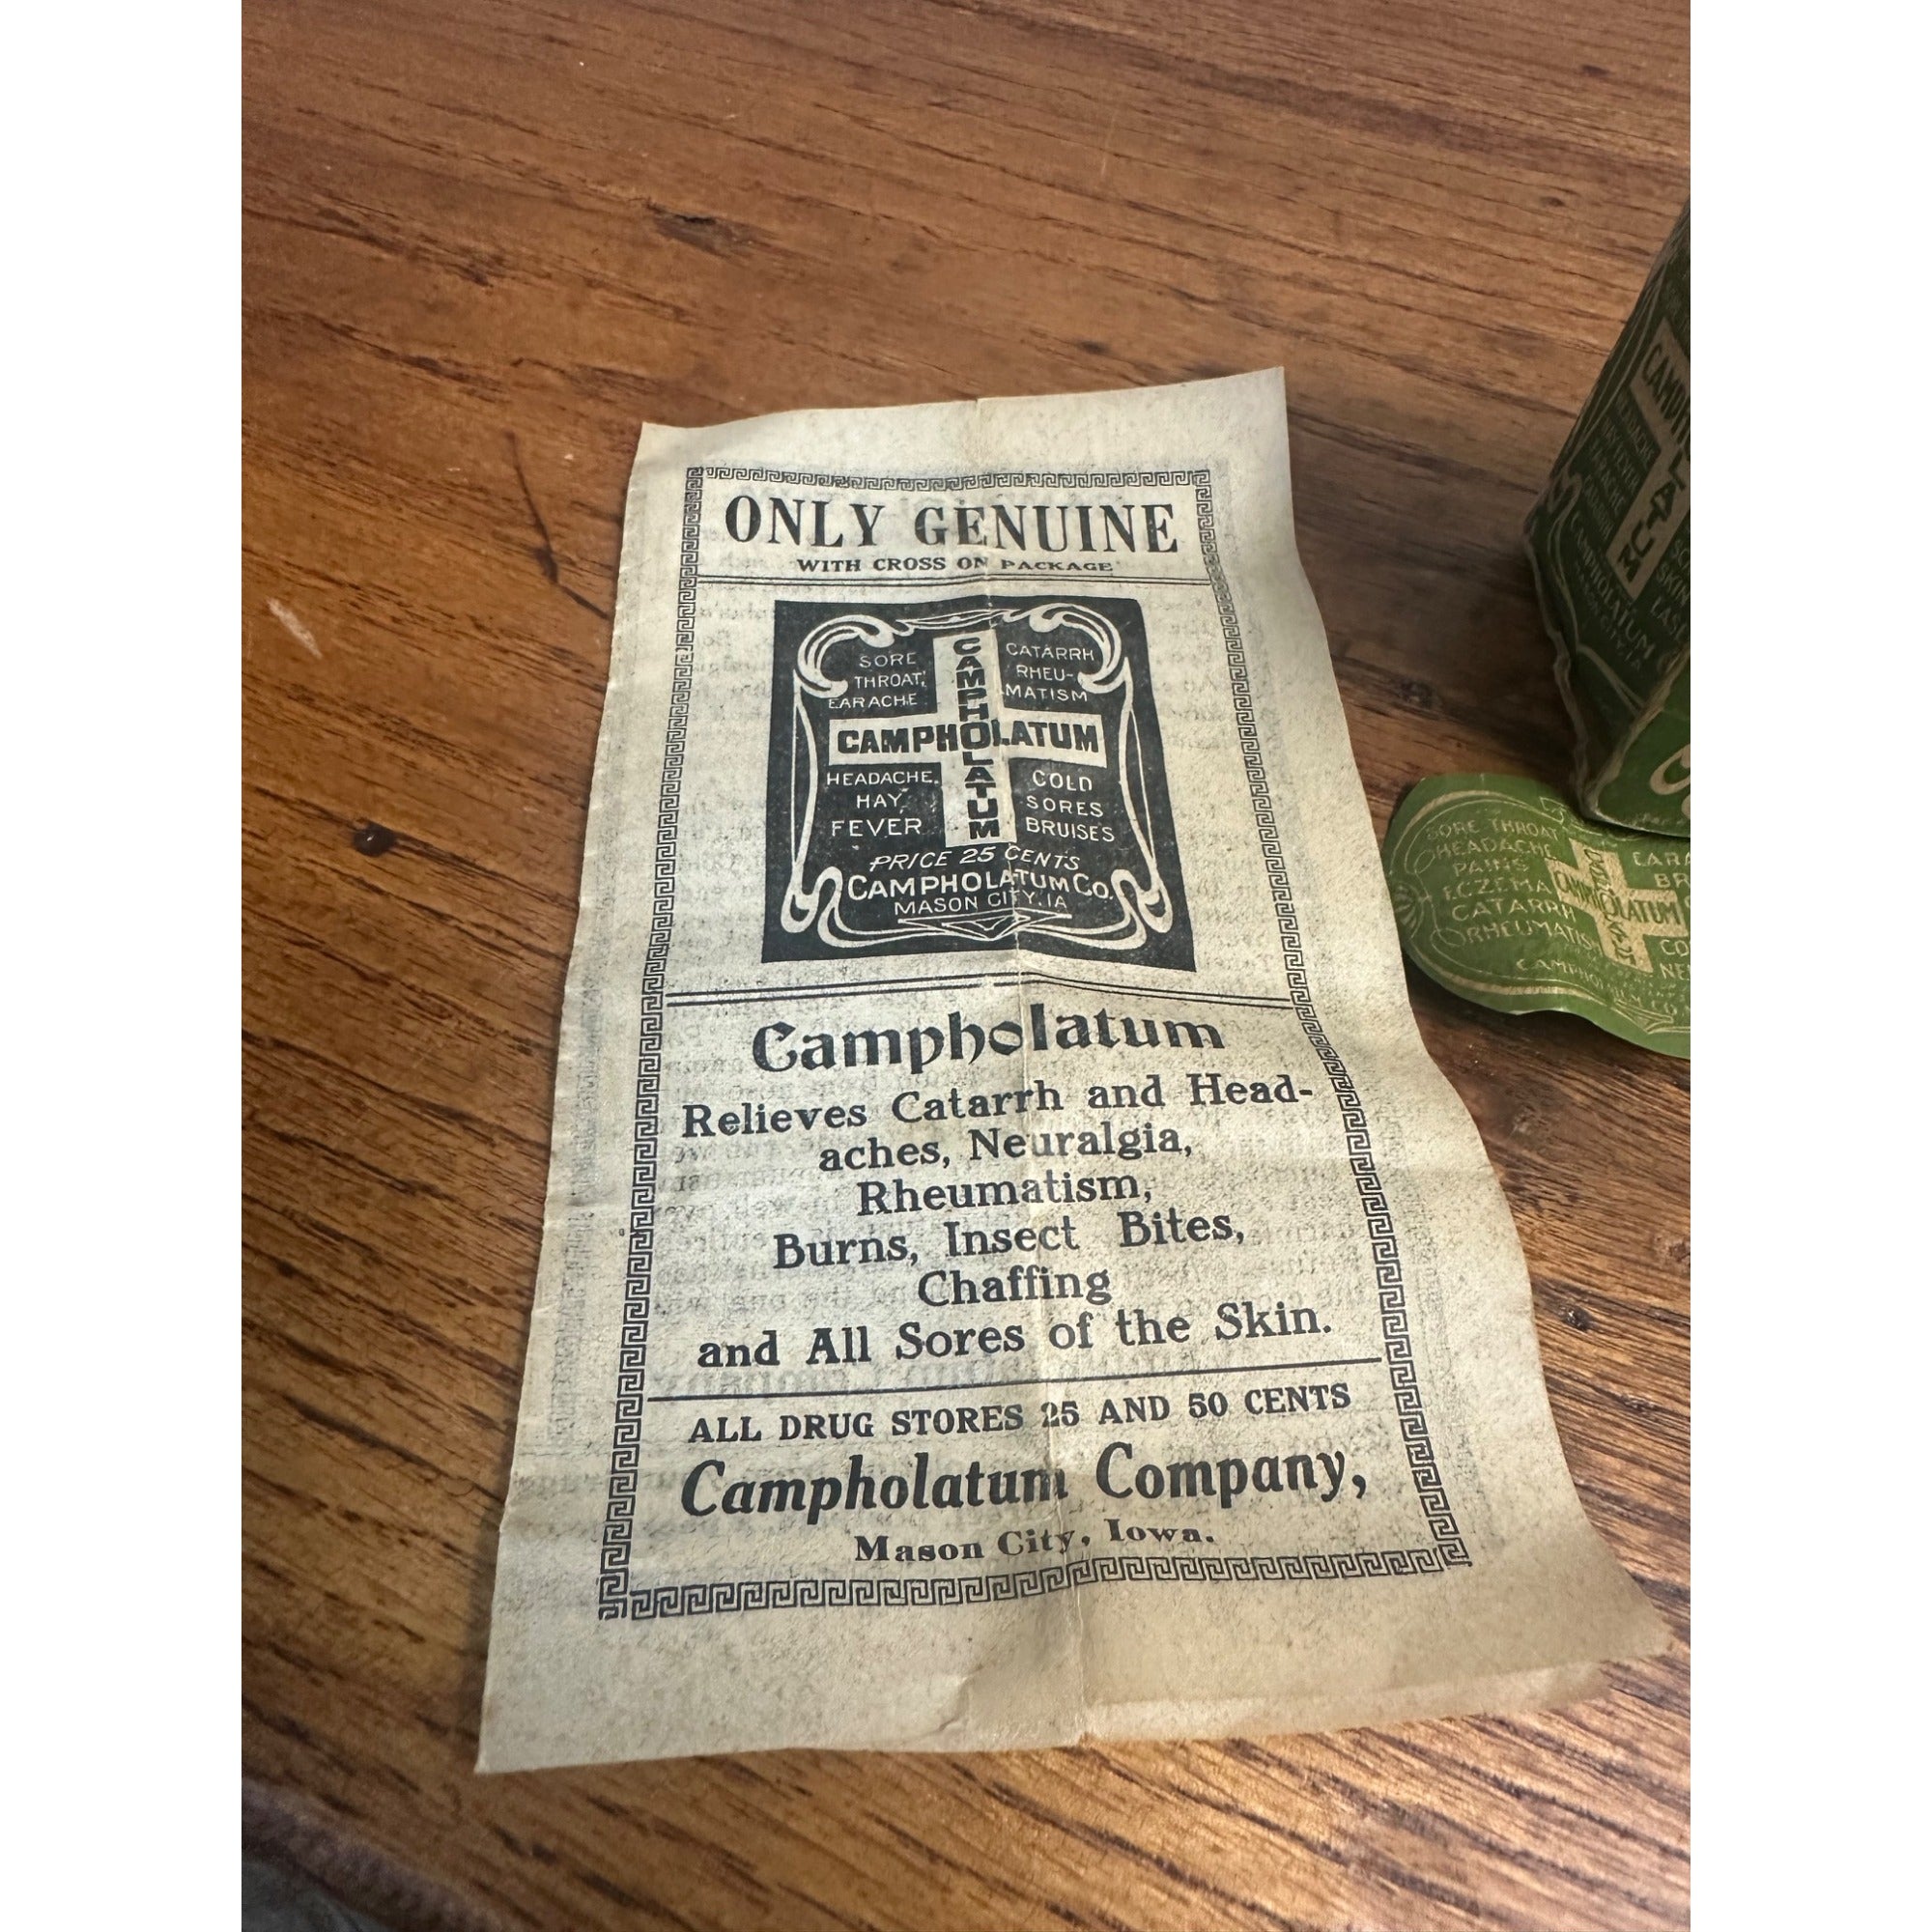 ONLY GENUINE
WITH CROSS ON PACKAGE
SORE
THROAT,
EARACHE
CATARRH
RHEU-
MATISM
CAMPHOLATUM
CAMPHOLATUM
HEADACHE,
HAY,
FEVER
COLD
SORES
BRUISES
PRICE 25 CENTS
CAMPHOLATUM CO.
MASON CITY, IA
Campholatum
Relieves Catarrh and Head-
aches, Neuralgia,
Rheumatism,
Burns, Insect Bites,
Chaffing
and All Sores of the Skin.
ALL DRUG STORES 25 AND 50 CENTS
Campholatum Company,
Mason City, Iowa.
SORE THROAT
HEADACHE
PAINS
ECZEMA
CATARRH
RHEUMATISM
CAMPHOLATUM
LATUM
CAMPHOLATUM